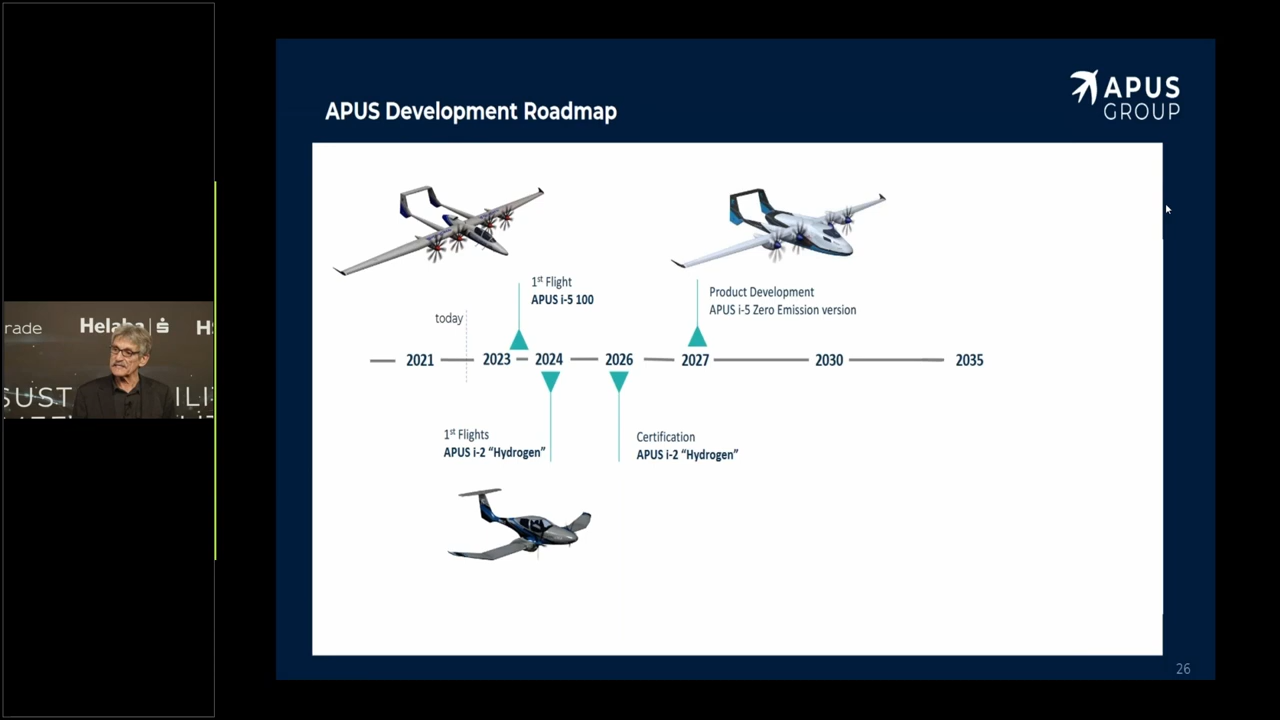 APUS
GROUP
APUS Development Roadmap
1st Flight
APUS i-5 100
Product Development
APUS i-5 Zero Emission version
today
2021
2023
2024
2026
2027
2030
2035
1st Flights
APUS i-2 “Hydrogen”
Certification
APUS i-2 “Hydrogen”
26
rade
Helaba